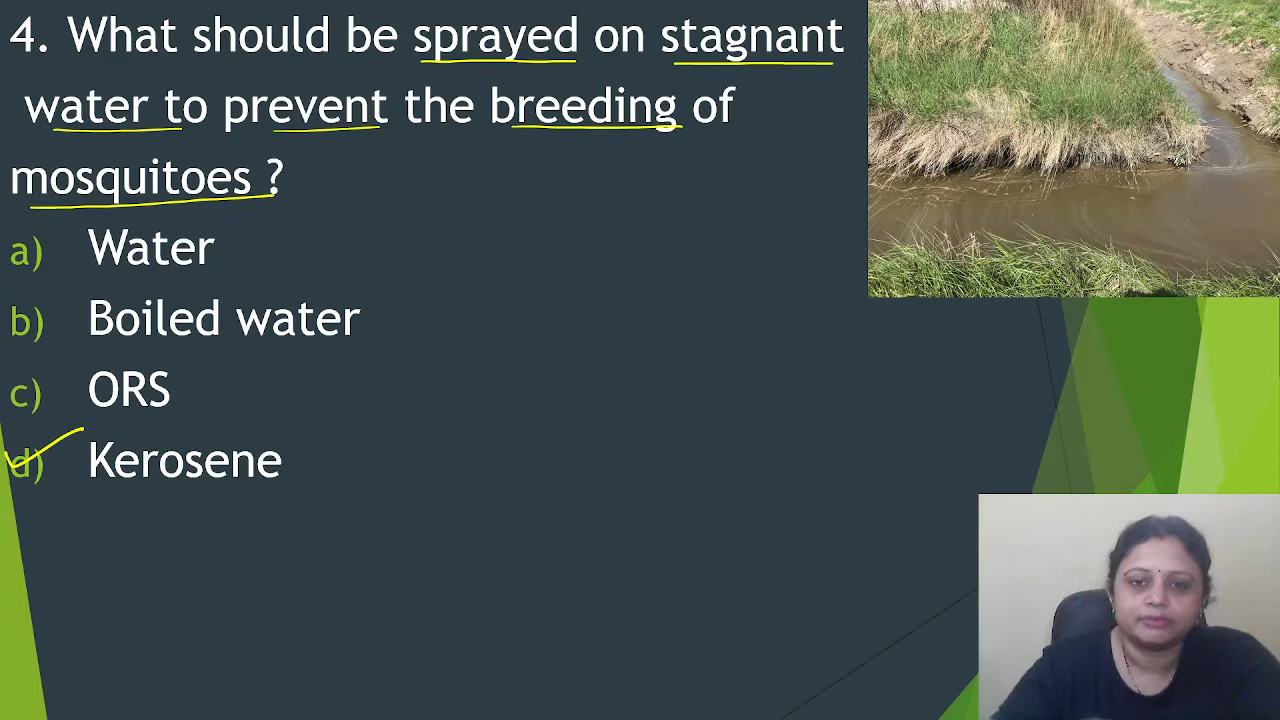 4. What should be sprayed on stagnant
water to prevent the breeding of
mosquitoes ?
a) Water
b) Boiled water
c) ORS
d) Kerosene